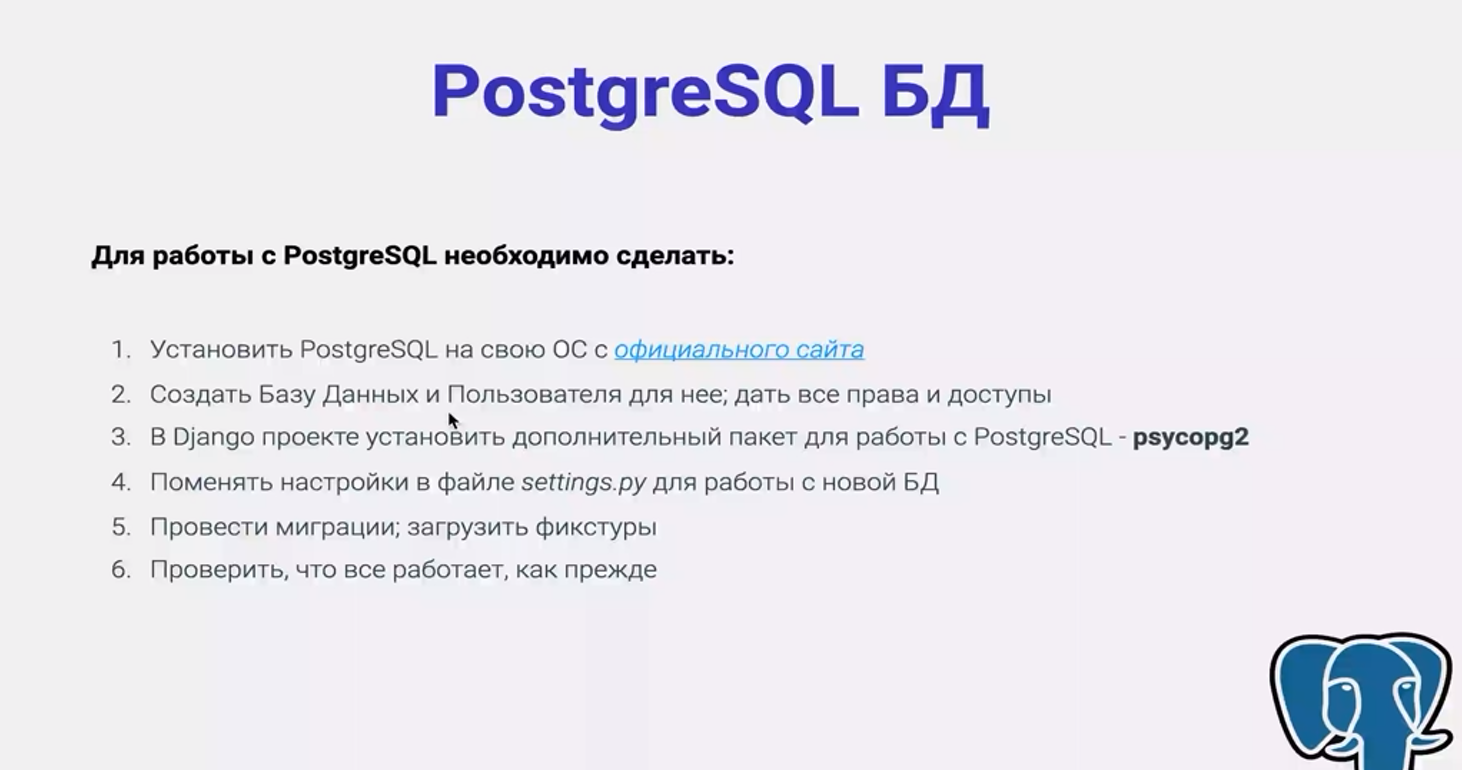 PostgreSQL БД
Для работы с PostgreSQL необходимо сделать:
1. Установить PostgreSQL на свою ОС с официального сайта
2. Создать Базу Данных и Пользователя для нее; дать все права и доступы
3. В Django проекте установить дополнительный пакет для работы с PostgreSQL - psycopg2
4. Поменять настройки в файле settings.py для работы с новой БД
5. Провести миграции; загрузить фикстуры
6. Проверить, что все работает, как прежде